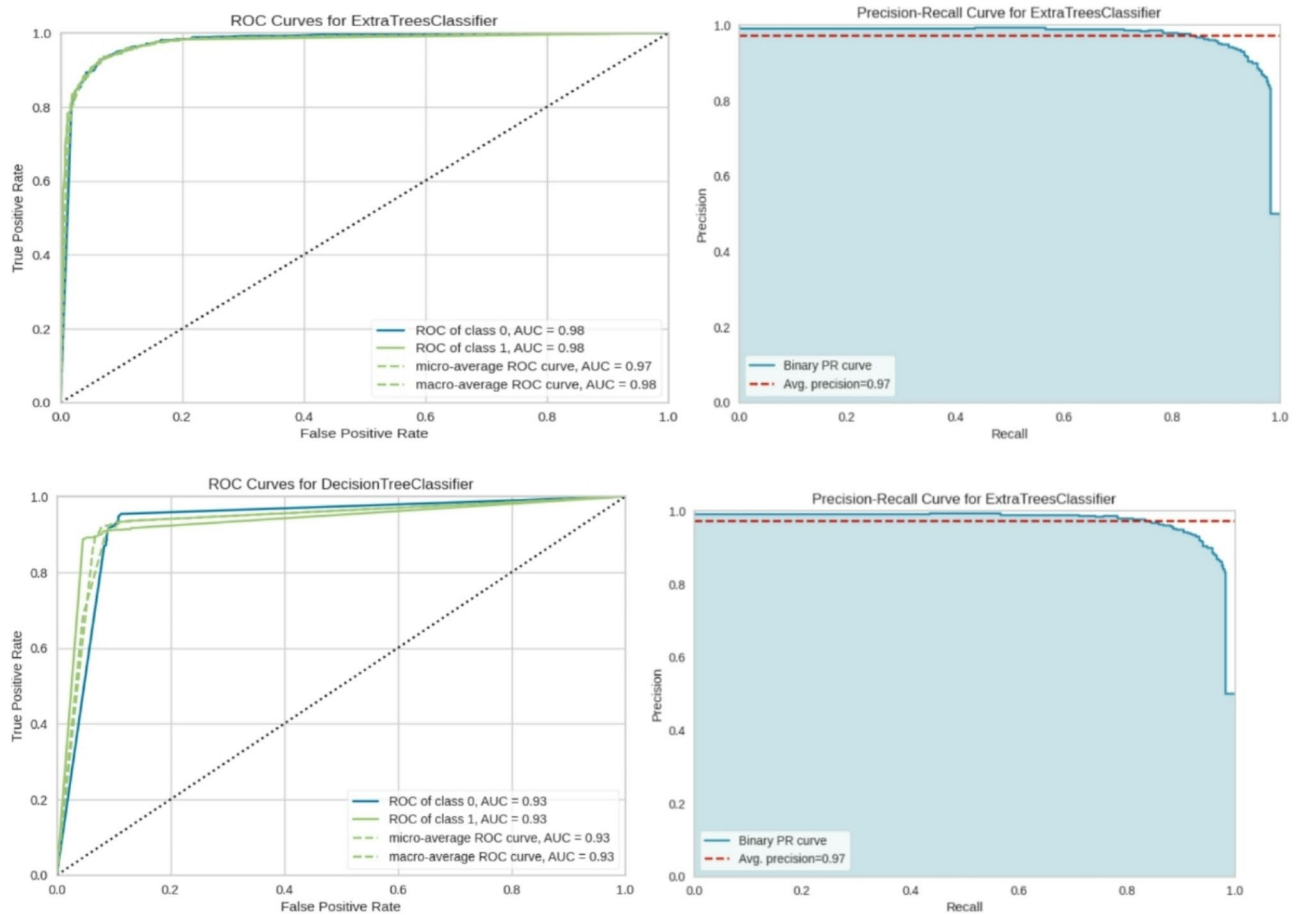 ROC Curves for ExtraTreesClassifier
1.0
0.8
0.6
0.4
0.2
0.0
True Positive Rate
ROC of class 0, AUC = 0.98
ROC of class 1, AUC = 0.98
micro-average ROC curve, AUC = 0.97
macro-average ROC curve, AUC = 0.98
0.0 0.2 0.4 0.6 0.8 1.0
False Positive Rate
Precision-Recall Curve for ExtraTreesClassifier
1.0
0.8
0.6
0.4
0.2
0.0
Precision
Binary PR curve
Avg. precision=0.97
0.0 0.2 0.4 0.6 0.8 1.0
Recall
ROC Curves for DecisionTreeClassifier
1.0
0.8
0.6
0.4
0.2
0.0
True Positive Rate
ROC of class 0, AUC = 0.93
ROC of class 1, AUC = 0.93
micro-average ROC curve, AUC = 0.93
macro-average ROC curve, AUC = 0.93
0.0 0.2 0.4 0.6 0.8 1.0
False Positive Rate
Precision-Recall Curve for ExtraTreesClassifier
1.0
0.8
0.6
0.4
0.2
0.0
Precision
Binary PR curve
Avg. precision=0.97
0.0 0.2 0.4 0.6 0.8 1.0
Recall